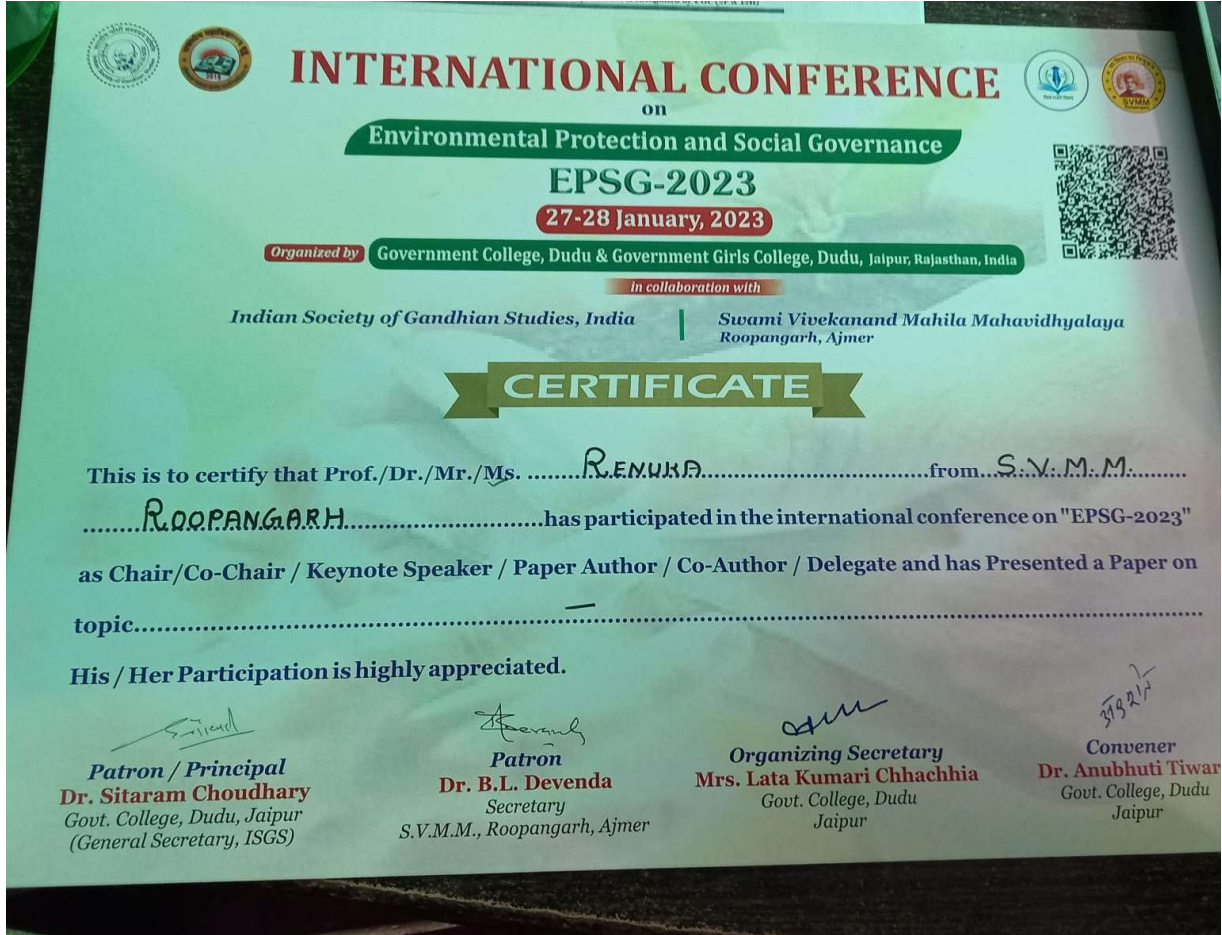 INTERNATIONAL CONFERENCE
on
Environmental Protection and Social Governance
EPSG-2023
27-28 January, 2023
Organized by Government College, Dudu & Government Girls College, Dudu, Jaipur, Rajasthan, India
in collaboration with
Indian Society of Gandhian Studies, India
Swami Vivekanand Mahila Mahavidhyalaya
Roopangarh, Ajmer
SVMM
CERTIFICATE
This is to certify that Prof./Dr./Mr./Ms. ........RENUKA..............................from...S.V.M.M.........
........ROOPANGARH...........................has participated in the international conference on "EPSG-2023"
as Chair/Co-Chair / Keynote Speaker / Paper Author / Co-Author / Delegate and has Presented a Paper on
topic.......................................................—.......................................................
His / Her Participation is highly appreciated.
Patron / Principal
Dr. Sitaram Choudhary
Govt. College, Dudu, Jaipur
(General Secretary, ISGS)
Patron
Dr. B.L. Devenda
Secretary
S.V.M.M., Roopangarh, Ajmer
Organizing Secretary
Mrs. Lata Kumari Chhachhia
Govt. College, Dudu
Jaipur
Convener
Dr. Anubhuti Tiwar
Govt. College, Dudu
Jaipur